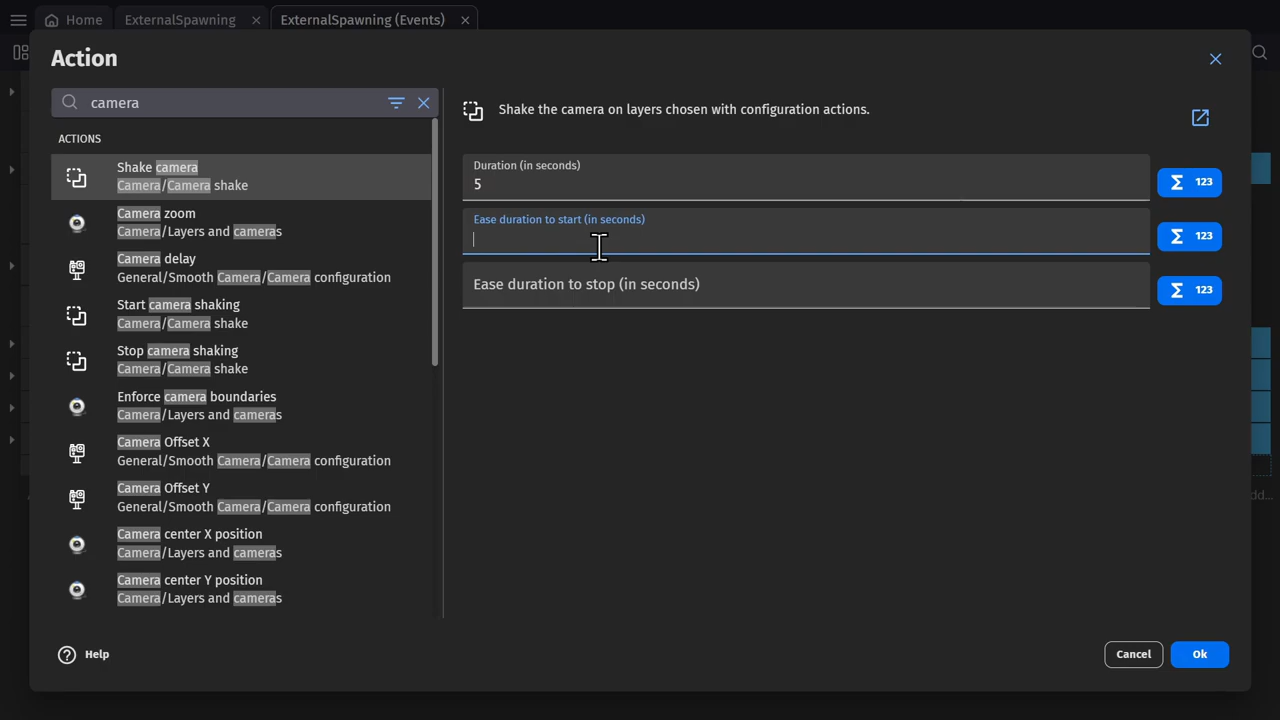 Home
ExternalSpawning
ExternalSpawning (Events)
Action
camera
ACTIONS
Shake camera
Camera/Camera shake
Camera zoom
Camera/Layers and cameras
Camera delay
General/Smooth Camera/Camera configuration
Start camera shaking
Camera/Camera shake
Stop camera shaking
Camera/Camera shake
Enforce camera boundaries
Camera/Layers and cameras
Camera Offset X
General/Smooth Camera/Camera configuration
Camera Offset Y
General/Smooth Camera/Camera configuration
Camera center X position
Camera/Layers and cameras
Camera center Y position
Camera/Layers and cameras
Shake the camera on layers chosen with configuration actions.
Duration (in seconds)
5
Σ 123
Ease duration to start (in seconds)
Σ 123
Ease duration to stop (in seconds)
Σ 123
dd...
Help
Cancel
Ok